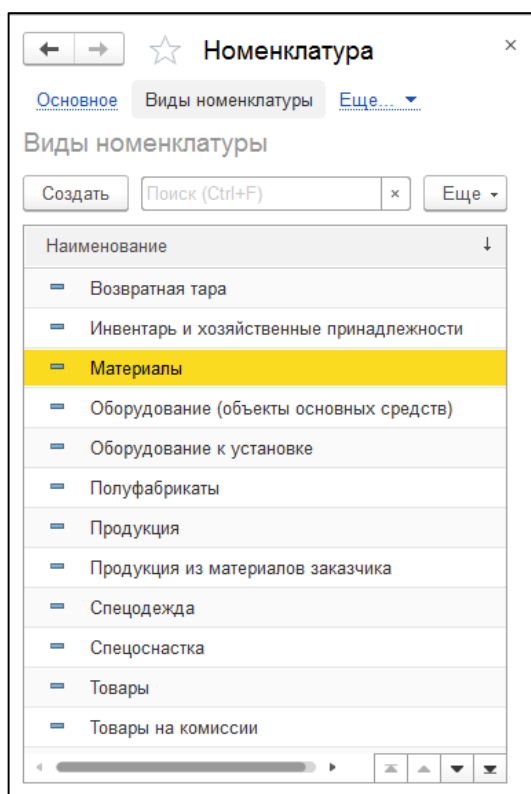 Номенклатура
Основное Виды номенклатуры Еще...
Виды номенклатуры
Создать Поиск (Ctrl+F) × Еще
Наименование ↓
Возвратная тара
Инвентарь и хозяйственные принадлежности
Материалы
Оборудование (объекты основных средств)
Оборудование к установке
Полуфабрикаты
Продукция
Продукция из материалов заказчика
Спецодежда
Спецоснастка
Товары
Товары на комиссии